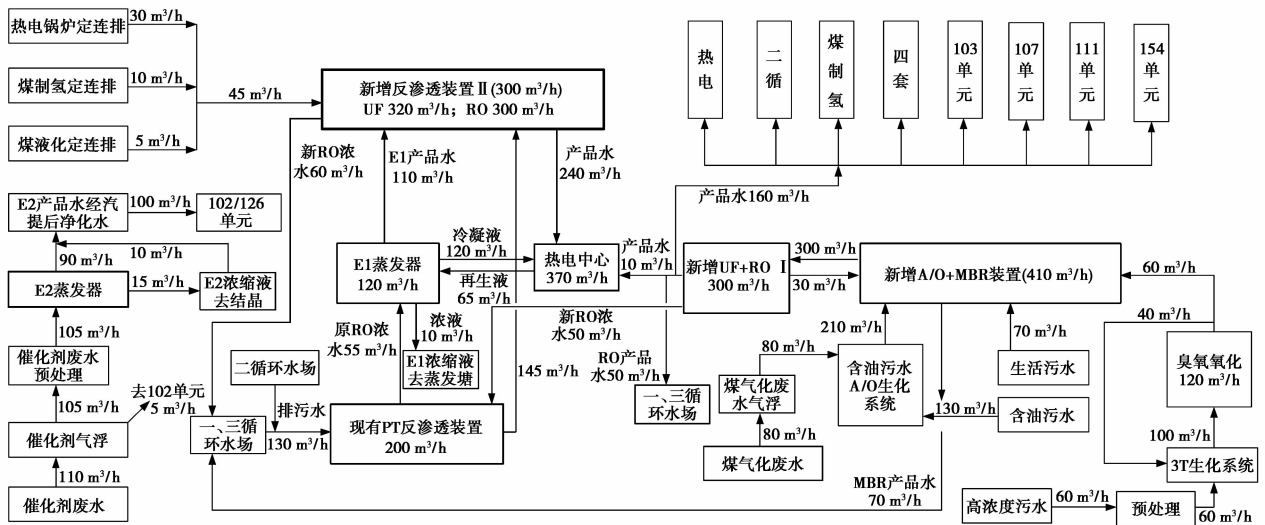 热电锅炉定连排
30 m³/h
煤制氢定连排
10 m³/h
煤液化定连排
5 m³/h
45 m³/h
新增反渗透装置Ⅱ(300 m³/h)
UF 320 m³/h；RO 300 m³/h
新RO浓
水60 m³/h
E1产品水
110 m³/h
产品水
240 m³/h
热电
二循
煤制氢
四套
103单元
107单元
111单元
154单元
产品水160 m³/h
E2产品水经汽
提后净化水
100 m³/h
102/126
单元
10 m³/h
90 m³/h
E2蒸发器
15 m³/h
E2浓缩液
去结晶
105 m³/h
催化剂废水
预处理
105 m³/h
去102单元
5 m³/h
催化剂气浮
110 m³/h
催化剂废水
E1蒸发器
120 m³/h
冷凝液
120 m³/h
再生液
65 m³/h
热电中心
370 m³/h
产品水
10 m³/h
新增UF+RO Ⅰ
300 m³/h
300 m³/h
30 m³/h
新增A/O+MBR装置(410 m³/h)
60 m³/h
40 m³/h
原RO浓
水55 m³/h
浓液
10 m³/h
E1浓缩液
去蒸发塘
新RO浓
水50 m³/h
145 m³/h
RO产品
水50 m³/h
一、三循
环水场
二循环水场
排污水
一、三循
环水场
130 m³/h
现有PT反渗透装置
200 m³/h
80 m³/h
煤气化废
水气浮
80 m³/h
煤气化废水
210 m³/h
含油污水
A/O生化
系统
70 m³/h
生活污水
130 m³/h
含油污水
臭氧氧化
120 m³/h
100 m³/h
3T生化系统
MBR产品水
70 m³/h
高浓度污水
60 m³/h
预处理
60 m³/h